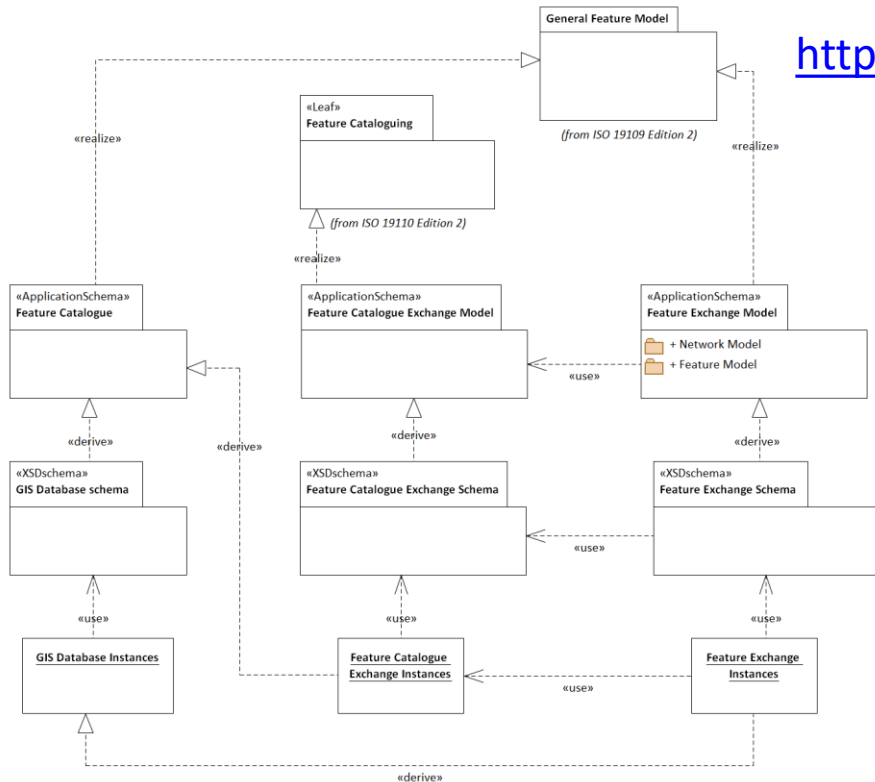 General Feature Model
http
«Leaf»
Feature Cataloguing
(from ISO 19109 Edition 2)
«realize»
«realize»
(from ISO 19110 Edition 2)
«realize»
«ApplicationSchema»
Feature Catalogue
«ApplicationSchema»
Feature Catalogue Exchange Model
«ApplicationSchema»
Feature Exchange Model
+ Network Model
+ Feature Model
«use»
«derive»
«derive»
«derive»
«derive»
«XSDschema»
GIS Database schema
«XSDschema»
Feature Catalogue Exchange Schema
«XSDschema»
Feature Exchange Schema
«use»
«use»
«use»
«use»
GIS Database Instances
Feature Catalogue
Exchange Instances
Feature Exchange
Instances
«use»
«derive»